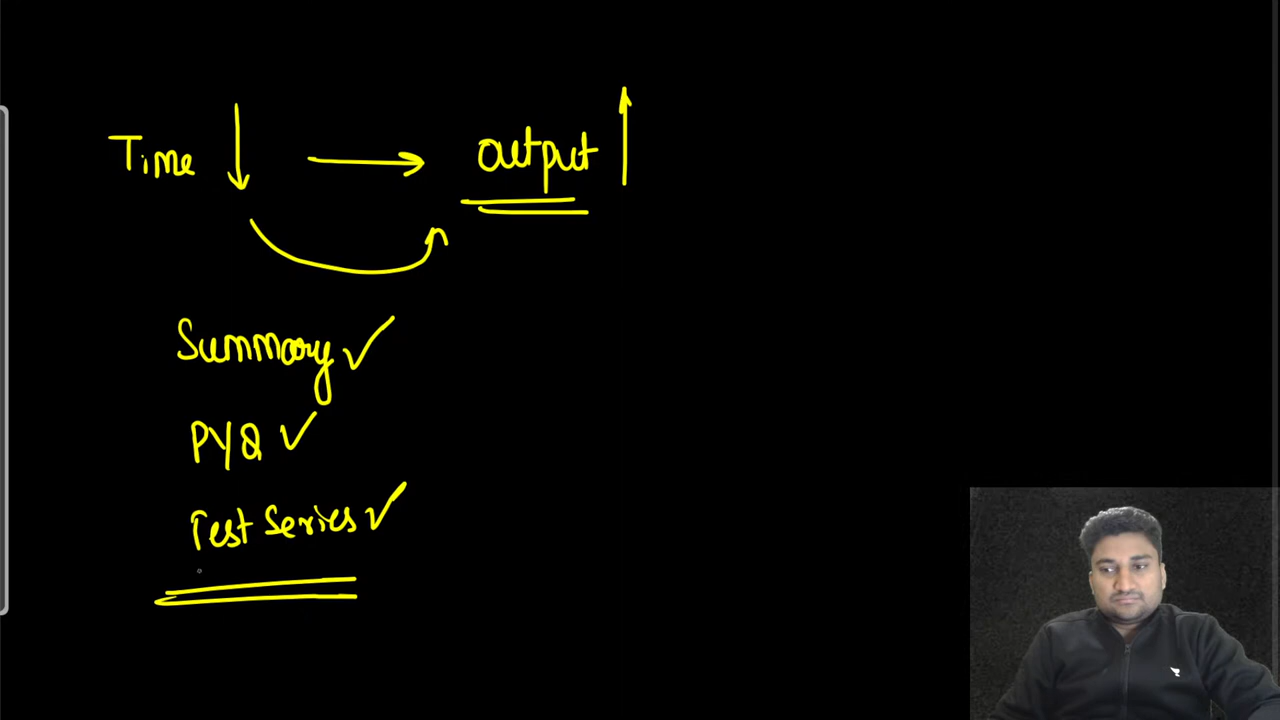 Time ↓ → output ↑
Summary ✓
PYQ ✓
Test Series ✓